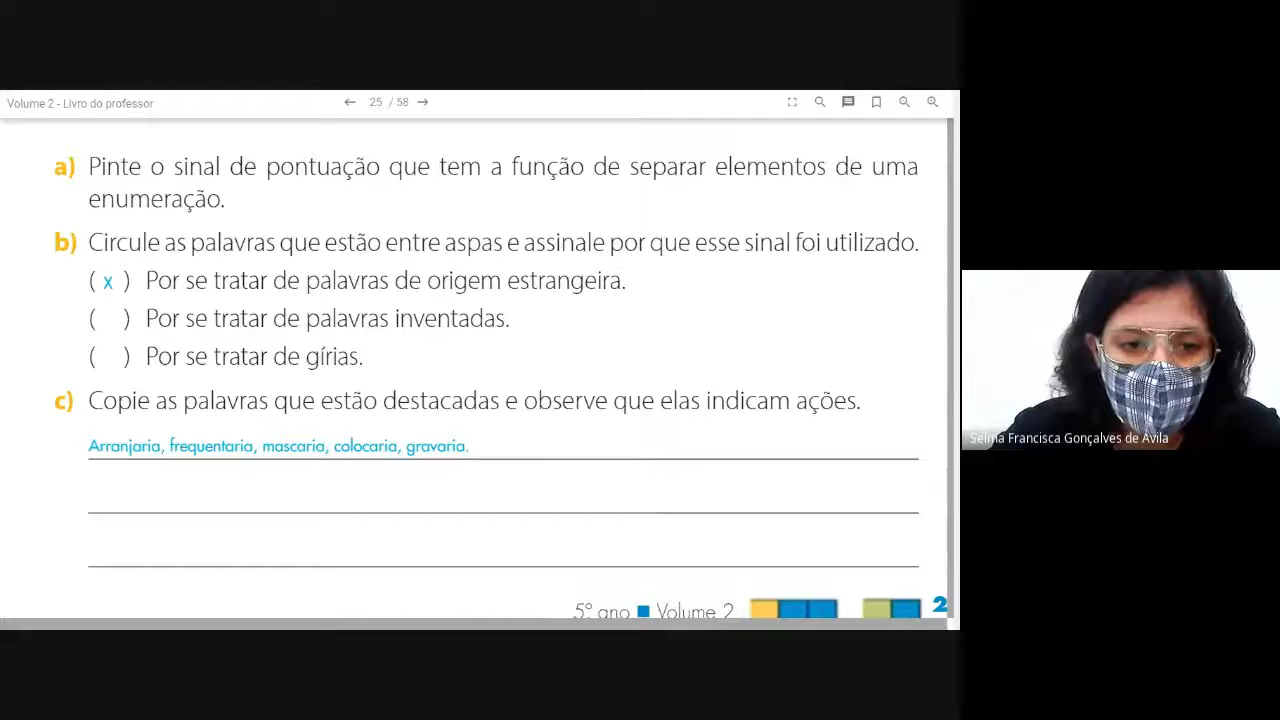 Volume 2 - Livro do professor
25 / 58
a) Pinte o sinal de pontuação que tem a função de separar elementos de uma
enumeração.
b) Circule as palavras que estão entre aspas e assinale por que esse sinal foi utilizado.
( x ) Por se tratar de palavras de origem estrangeira.
( ) Por se tratar de palavras inventadas.
( ) Por se tratar de gírias.
c) Copie as palavras que estão destacadas e observe que elas indicam ações.
Arranjaria, frequentaria, mascaria, colocaria, gravaria.
5º ano Volume 2
2
Selma Francisca Gonçalves de Ávila